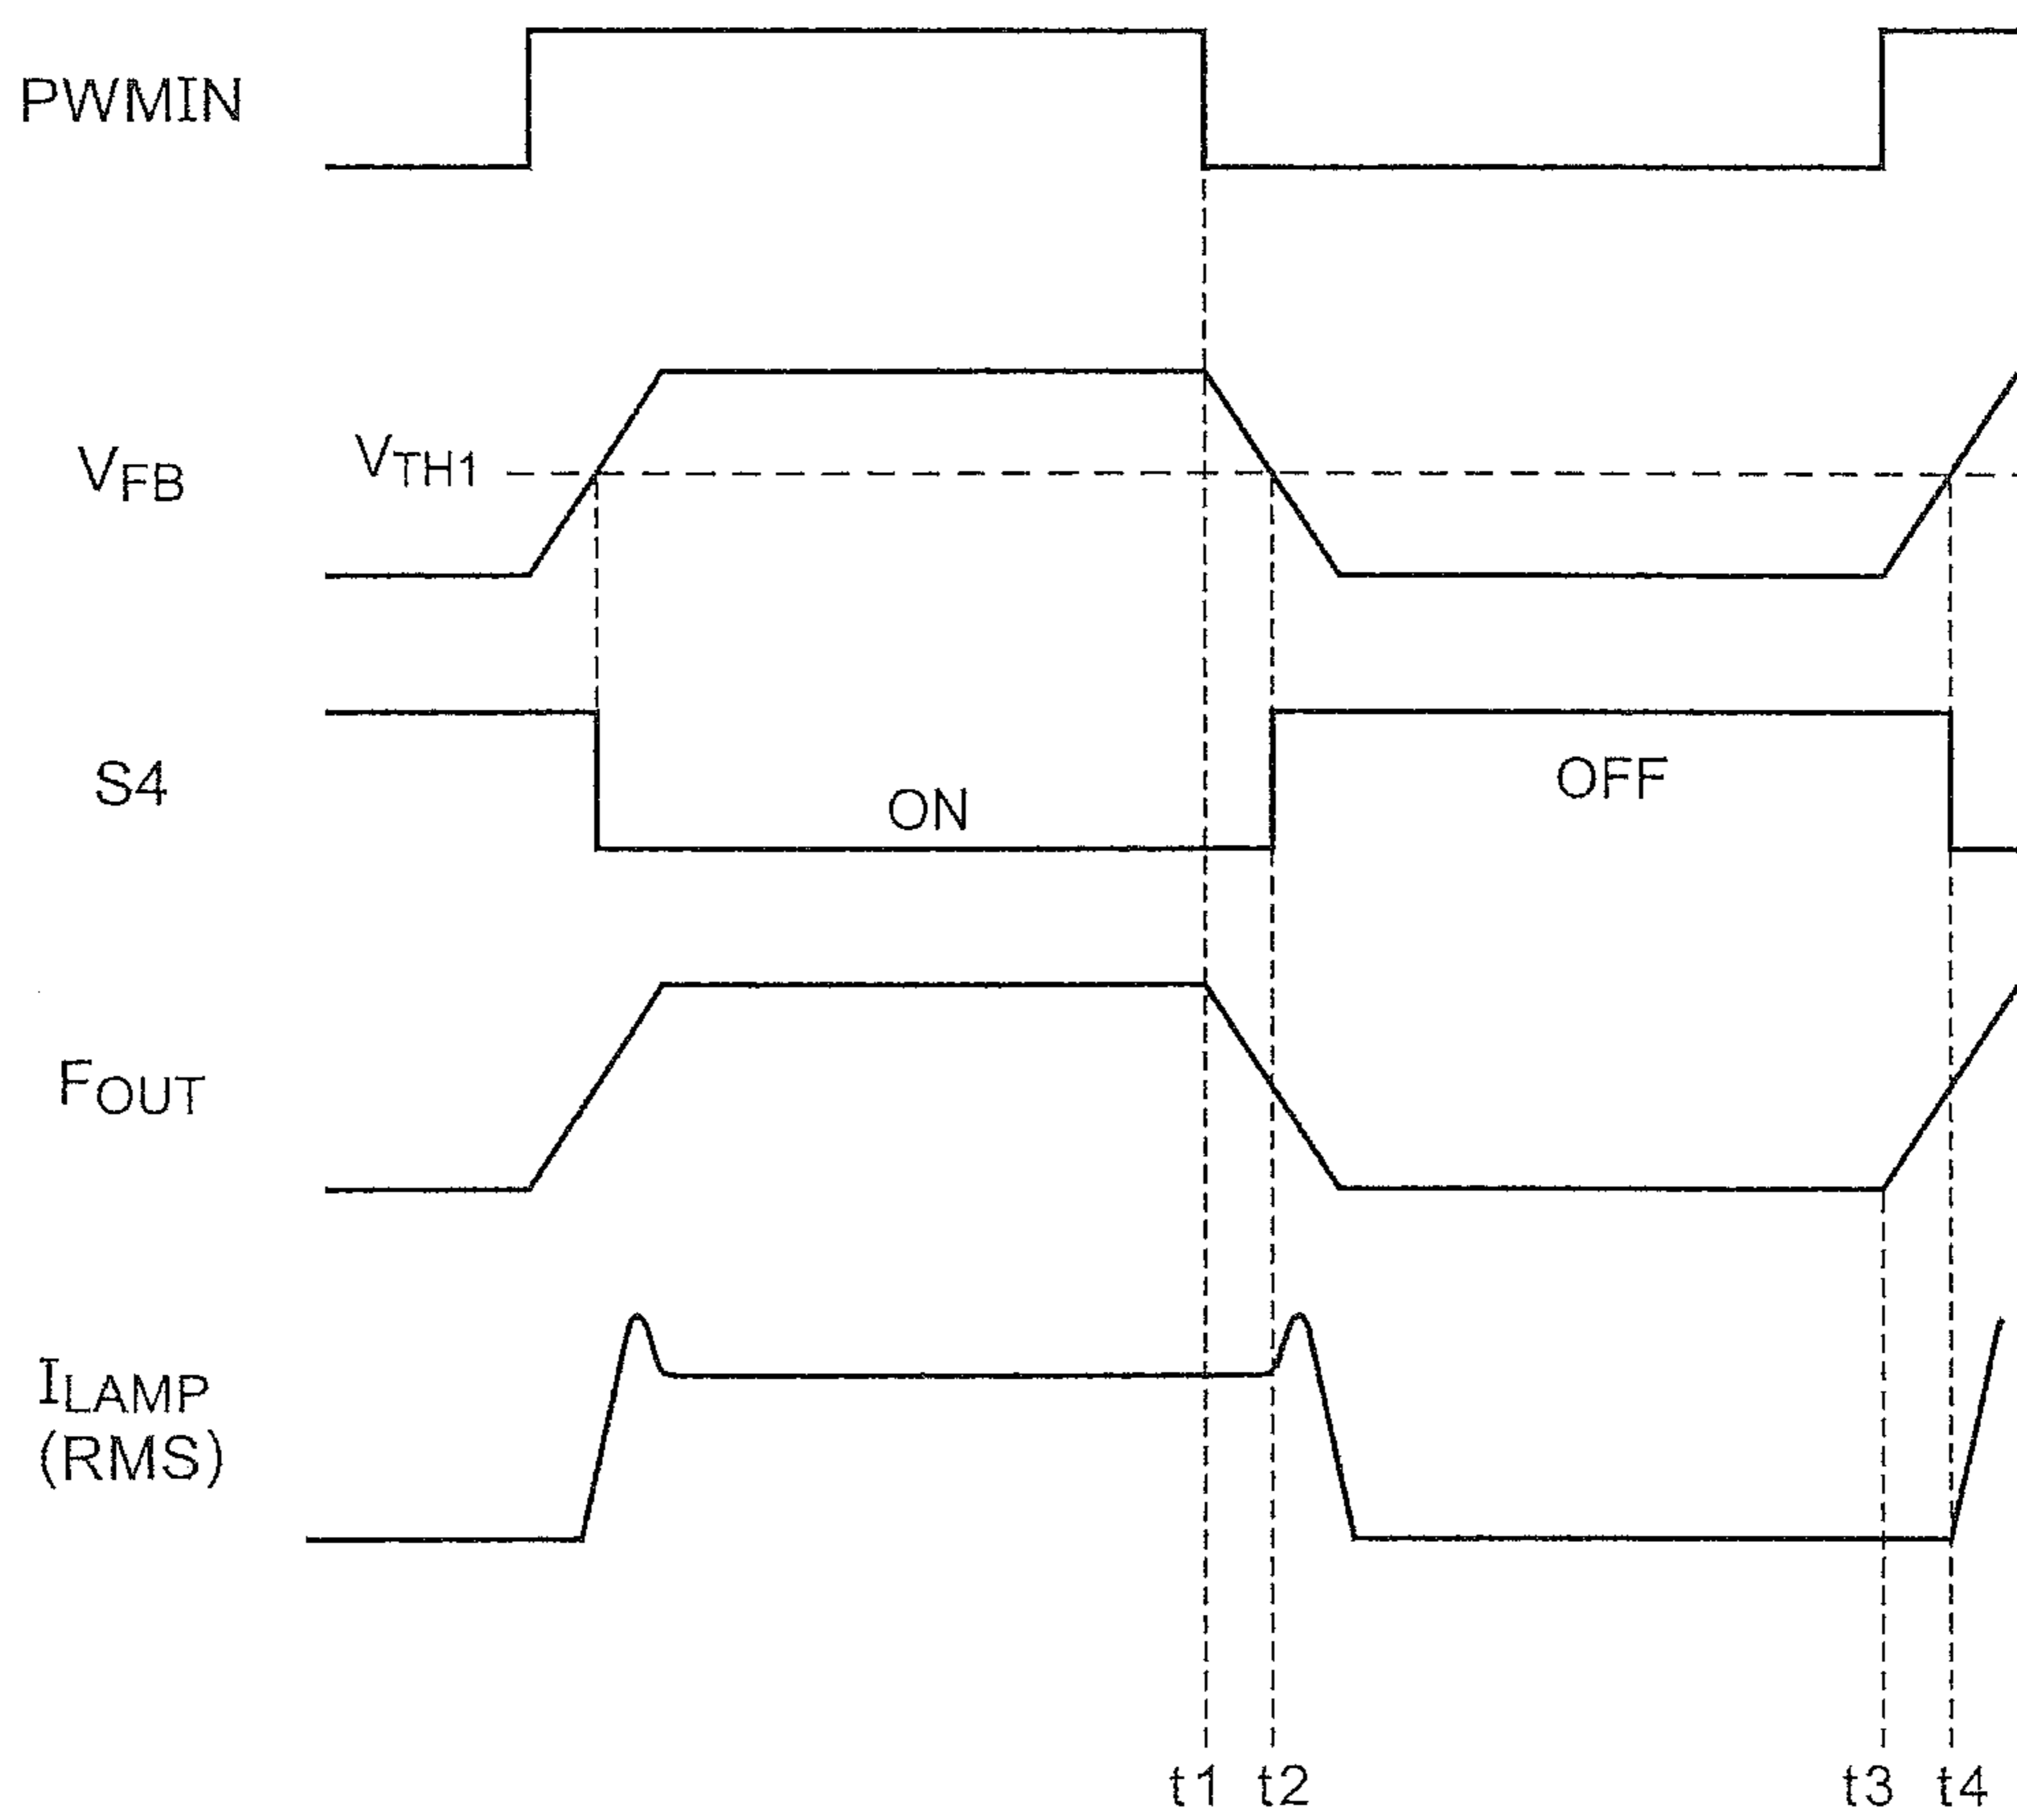 PWMIN
VFB VTH1
S4
ON
OFF
FOUT
ILAMP
(RMS)
t1 t2 t3 t4